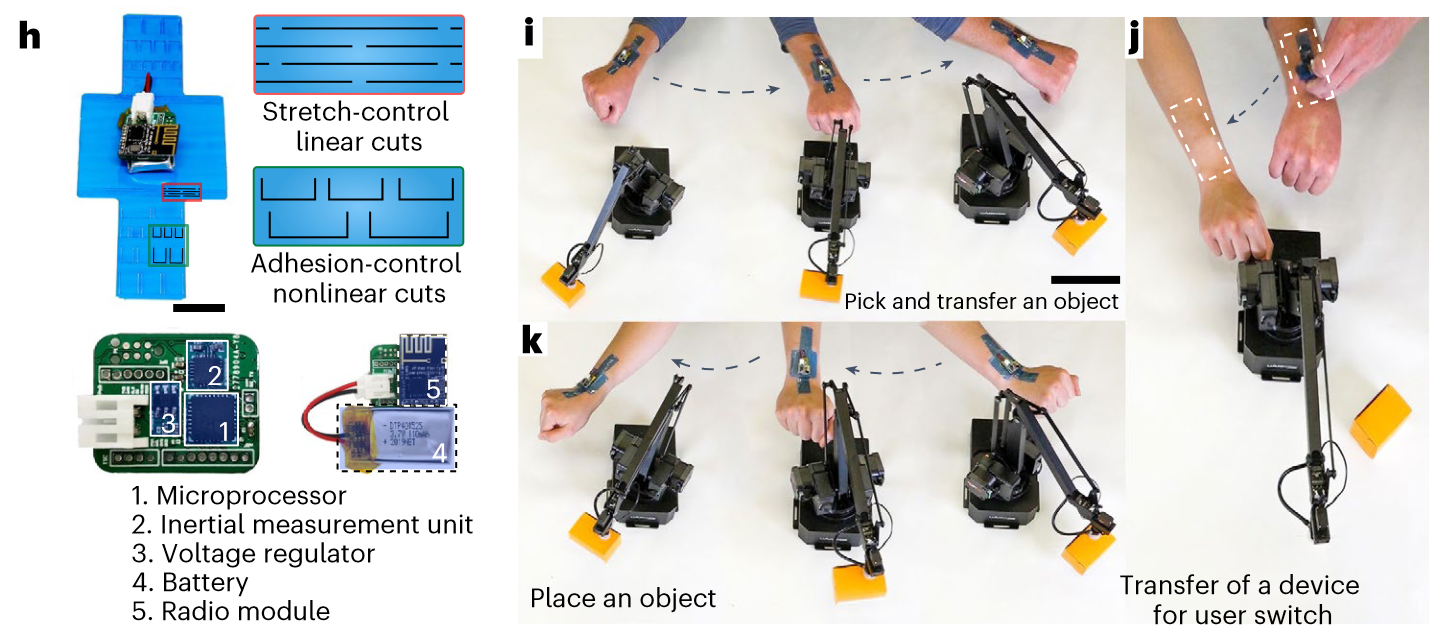 h
Stretch-control
linear cuts
Adhesion-control
nonlinear cuts
2
3
1
5
4
DTP401525
3.7V 110mAh
1. Microprocessor
2. Inertial measurement unit
3. Voltage regulator
4. Battery
5. Radio module
i
Pick and transfer an object
j
Transfer of a device
for user switch
k
Place an object